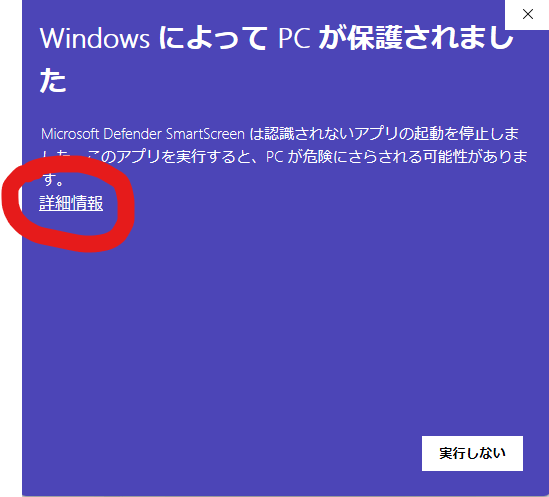 Windows によって PC が保護されまし
た
Microsoft Defender SmartScreen は認識されないアプリの起動を停止しま
した。このアプリを実行すると、PC が危険にさらされる可能性がありま
す。
詳細情報
実行しない